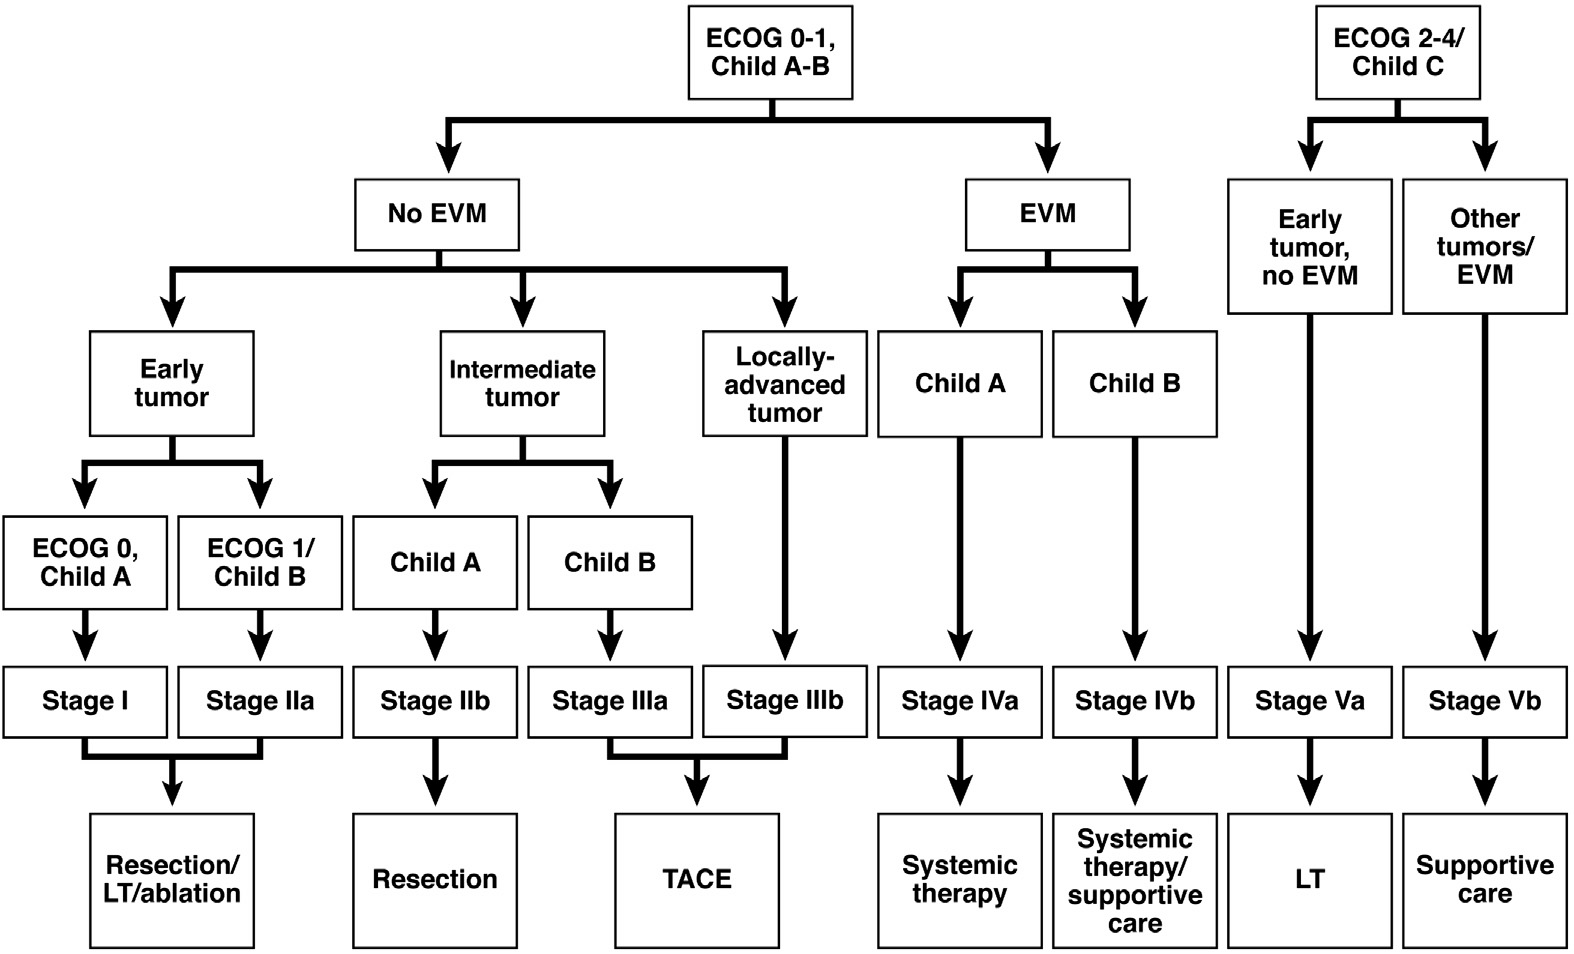 ECOG 0-1,
Child A-B
ECOG 2-4/
Child C
No EVM
EVM
Early
tumor,
no EVM
Other
tumors/
EVM
Early
tumor
Intermediate
tumor
Locally-
advanced
tumor
Child A
Child B
ECOG 0,
Child A
ECOG 1/
Child B
Child A
Child B
Stage I
Stage IIa
Stage IIb
Stage IIIa
Stage IIIb
Stage IVa
Stage IVb
Stage Va
Stage Vb
Resection/
LT/ablation
Resection
TACE
Systemic
therapy
Systemic
therapy/
supportive
care
LT
Supportive
care